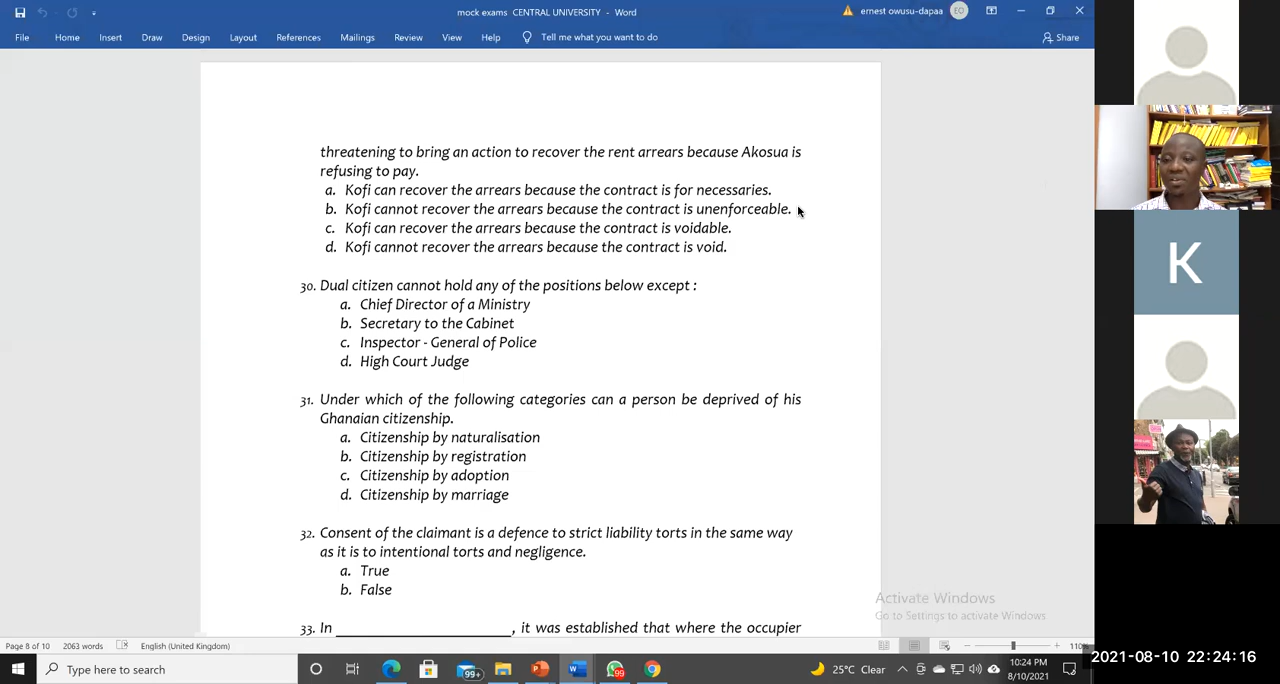 mock exams CENTRAL UNIVERSITY - Word
ernest owusu-dapaa
EO
File Home Insert Draw Design Layout References Mailings Review View Help Tell me what you want to do
Share
threatening to bring an action to recover the rent arrears because Akosua is
refusing to pay.
a. Kofi can recover the arrears because the contract is for necessaries.
b. Kofi cannot recover the arrears because the contract is unenforceable.
c. Kofi can recover the arrears because the contract is voidable.
d. Kofi cannot recover the arrears because the contract is void.
30. Dual citizen cannot hold any of the positions below except :
a. Chief Director of a Ministry
b. Secretary to the Cabinet
c. Inspector - General of Police
d. High Court Judge
31. Under which of the following categories can a person be deprived of his
Ghanaian citizenship.
a. Citizenship by naturalisation
b. Citizenship by registration
c. Citizenship by adoption
d. Citizenship by marriage
32. Consent of the claimant is a defence to strict liability torts in the same way
as it is to intentional torts and negligence.
a. True
b. False
33. In ____________________, it was established that where the occupier
K
Activate Windows
Go to Settings to activate Windows.
Page 8 of 10 2063 words English (United Kingdom)
110%
Type here to search
99+
99
25°C Clear
10:24 PM
8/10/2021
2021-08-10 22:24:16